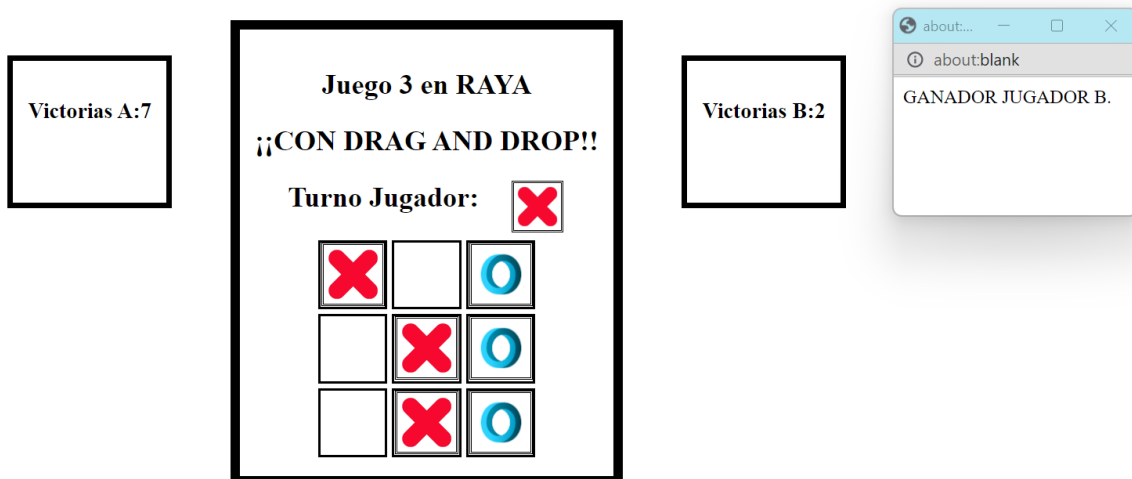 Victorias A:7
Juego 3 en RAYA
¡¡CON DRAG AND DROP!!
Turno Jugador:
Victorias B:2
about:...
about:blank
GANADOR JUGADOR B.